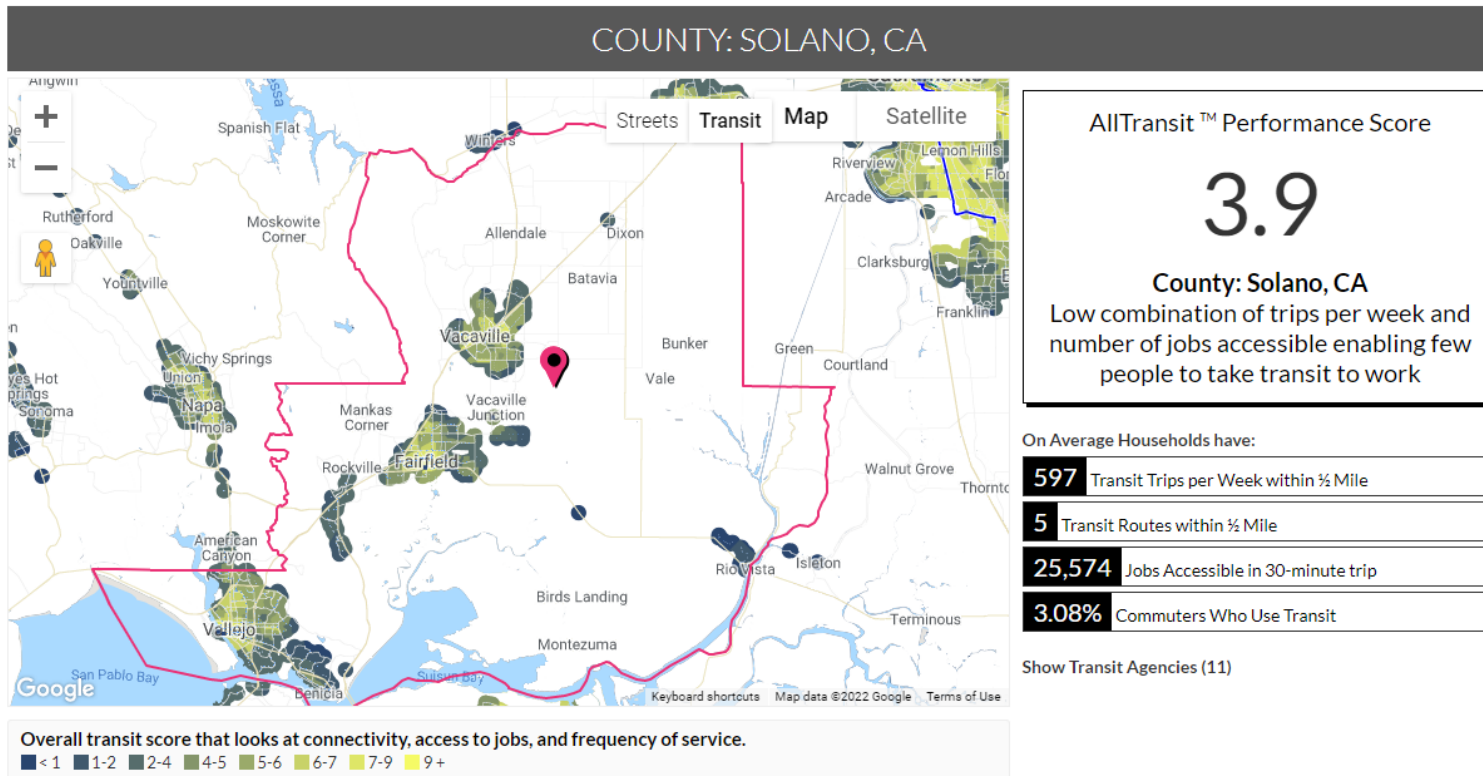 COUNTY: SOLANO, CA
Angwin
Spanish Flat
Winters
Streets
Transit
Map
Satellite
Sacramento
Riverview
Lemon Hills
Arcade
Rutherford
Oakville
Moskowite
Corner
Allendale
Dixon
Yountville
Batavia
Clarksburg
Franklin
Vacaville
Bunker
Green
Vichy Springs
Union
Vale
Courtland
Napa
Imola
Sonoma
Mankas
Corner
Vacaville
Junction
Rockville
Fairfield
Walnut Grove
American
Canyon
Rio Vista
Isleton
Birds Landing
Vallejo
Terminous
Montezuma
San Pablo Bay
Suisun Bay
Benicia
Google
Keyboard shortcuts
Map data ©2022 Google
Terms of Use
Overall transit score that looks at connectivity, access to jobs, and frequency of service.
< 1 1-2 2-4 4-5 5-6 6-7 7-9 9 +
AllTransit ™ Performance Score
3.9
County: Solano, CA
Low combination of trips per week and
number of jobs accessible enabling few
people to take transit to work
On Average Households have:
597 Transit Trips per Week within ½ Mile
5 Transit Routes within ½ Mile
25,574 Jobs Accessible in 30-minute trip
3.08% Commuters Who Use Transit
Show Transit Agencies (11)